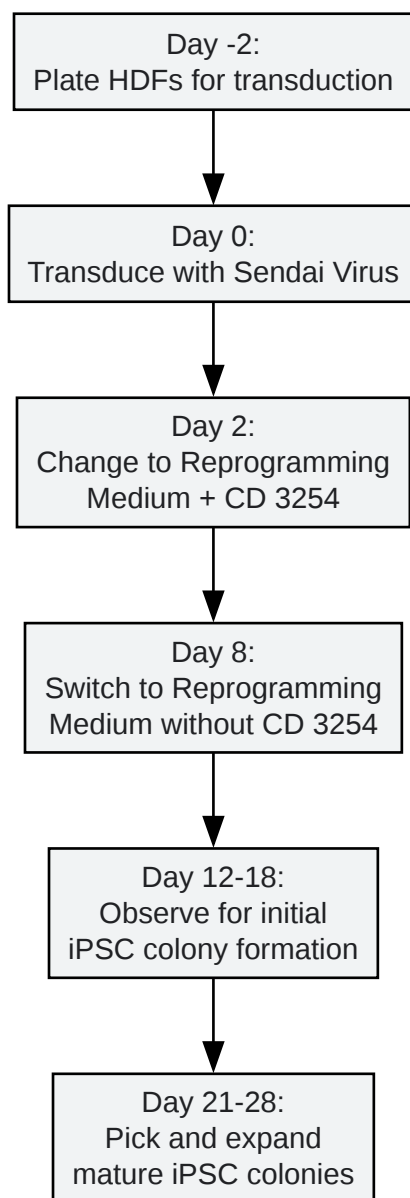 Day -2:
Plate HDFs for transduction
Day 0:
Transduce with Sendai Virus
Day 2:
Change to Reprogramming
Medium + CD 3254
Day 8:
Switch to Reprogramming
Medium without CD 3254
Day 12-18:
Observe for initial
iPSC colony formation
Day 21-28:
Pick and expand
mature iPSC colonies